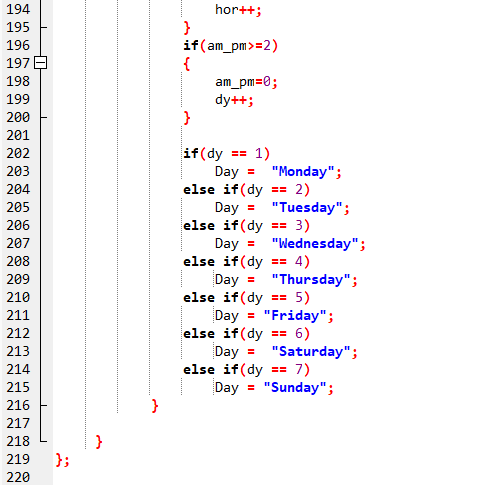 194 hor++;
195 }
196 if(am_pm>=2)
197 {
198 am_pm=0;
199 dy++;
200 }
201
202 if(dy == 1)
203 Day =  "Monday";
204 else if(dy == 2)
205 Day =  "Tuesday";
206 else if(dy == 3)
207 Day =  "Wednesday";
208 else if(dy == 4)
209 Day =  "Thursday";
210 else if(dy == 5)
211 Day = "Friday";
212 else if(dy == 6)
213 Day =  "Saturday";
214 else if(dy == 7)
215 Day = "Sunday";
216 }
217
218 }
219 };
220